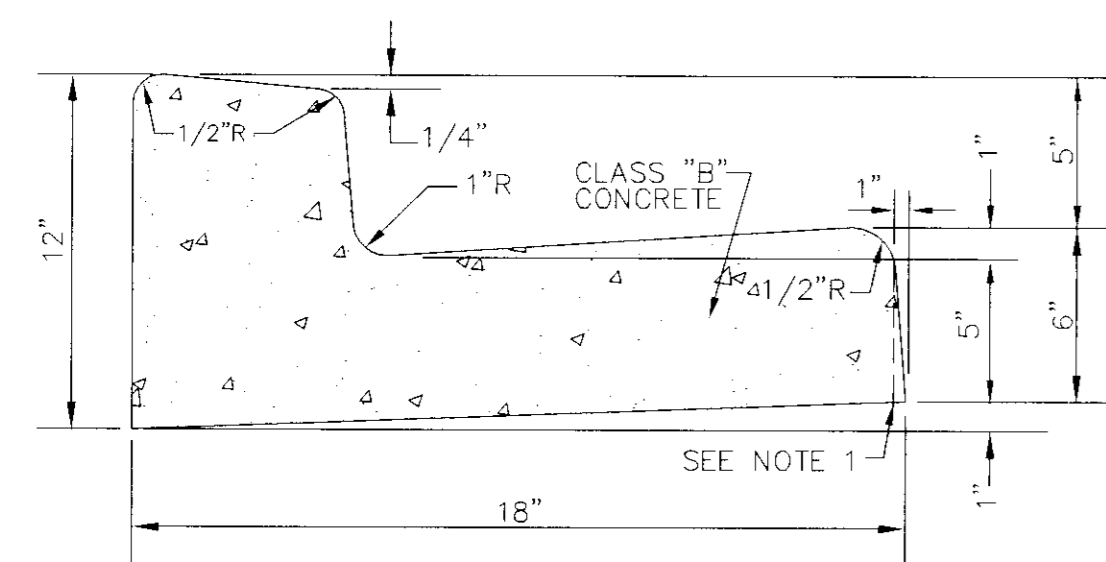 1/2"R
1/4"
1"R
CLASS "B"
CONCRETE
1"
1"
5"
12"
1/2"R
5"
6"
SEE NOTE 1
1"
18"